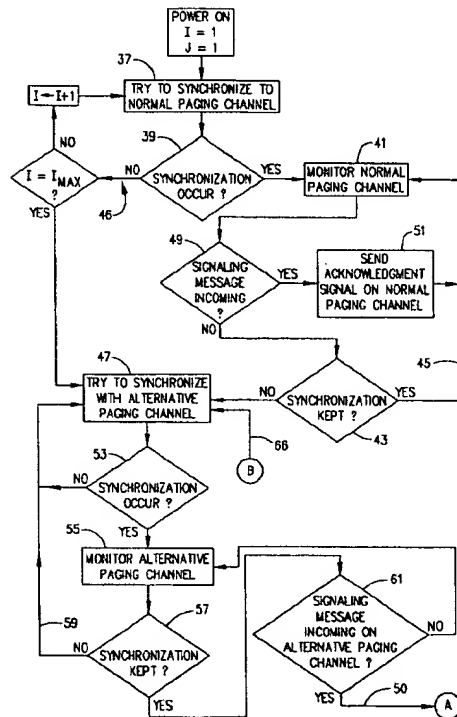 POWER ON
I = 1
J = 1
37
TRY TO SYNCHRONIZE TO
NORMAL PAGING CHANNEL
I ← I+1
39
NO
I = I MAX
?
YES
NO
46
SYNCHRONIZATION
OCCUR ?
YES
41
MONITOR NORMAL
PAGING CHANNEL
49
SIGNALING
MESSAGE
INCOMING
?
YES
NO
51
SEND
ACKNOWLEDGMENT
SIGNAL ON NORMAL
PAGING CHANNEL
47
TRY TO SYNCHRONIZE
WITH ALTERNATIVE
PAGING CHANNEL
NO
SYNCHRONIZATION
KEPT ?
YES
45
43
66
B
53
NO
SYNCHRONIZATION
OCCUR ?
YES
55
MONITOR ALTERNATIVE
PAGING CHANNEL
57
59
NO
SYNCHRONIZATION
KEPT ?
YES
61
SIGNALING
MESSAGE
INCOMING ON
ALTERNATIVE PAGING
CHANNEL ?
NO
YES
50
A